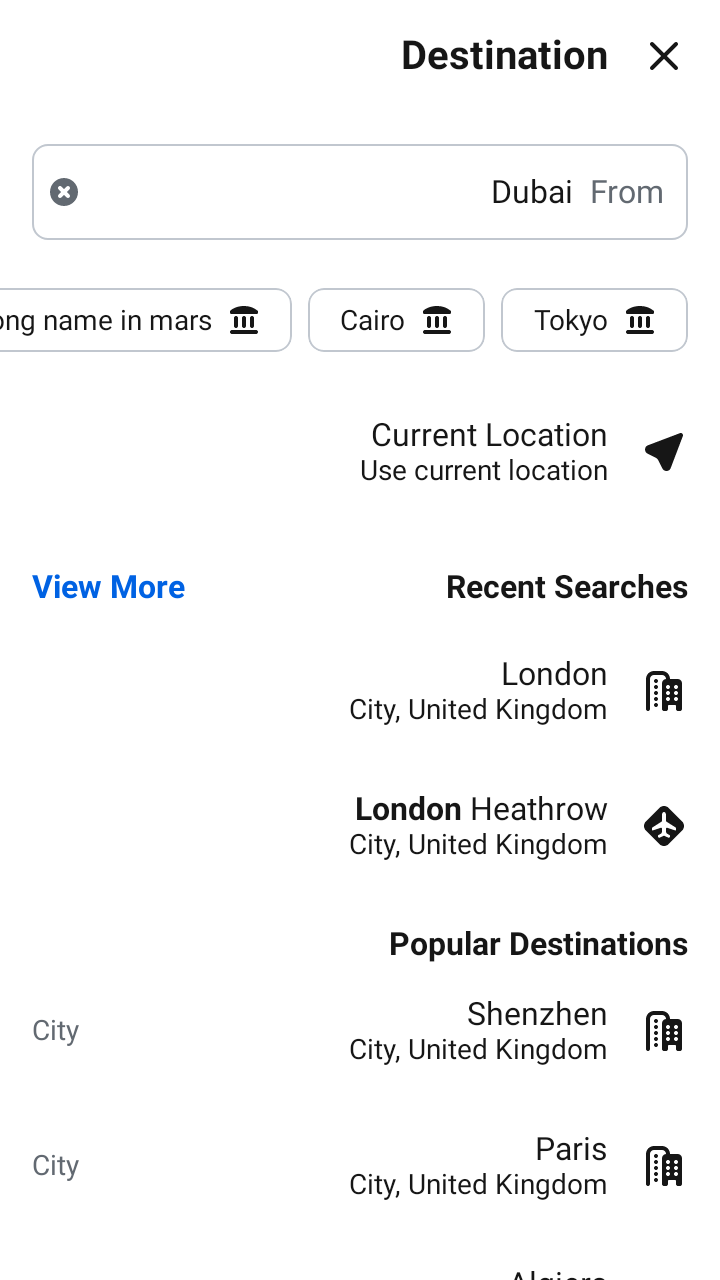 Destination
From Dubai
Tokyo Cairo ong name in mars
Current Location
Use current location
Recent Searches View More
London
City, United Kingdom
London Heathrow
City, United Kingdom
Popular Destinations
Shenzhen
City, United Kingdom
City
Paris
City, United Kingdom
City